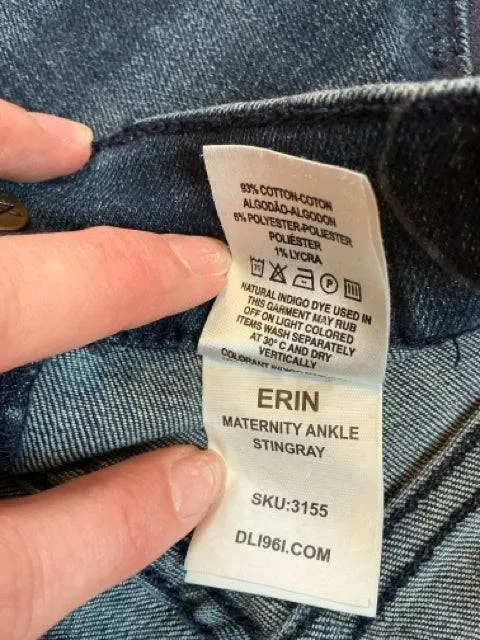 93% COTTON-COTON
ALGODÃO-ALGODON
6% POLYESTER-POLIESTER
POLIÉSTER
1% LYCRA
30 P
NATURAL INDIGO DYE USED IN
THIS GARMENT MAY RUB
OFF ON LIGHT COLORED
ITEMS WASH SEPARATELY
AT 30° C AND DRY
VERTICALLY
COLORANT
ERIN
MATERNITY ANKLE
STINGRAY
SKU:3155
DLI96I.COM